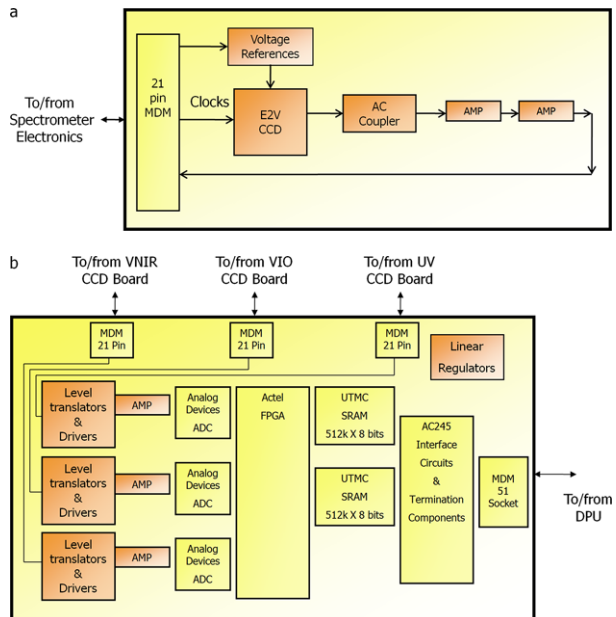 a
Voltage
References
21
pin
MDM
Clocks
To/from
Spectrometer
Electronics
E2V
CCD
AC
Coupler
AMP
AMP
b
To/from VNIR
CCD Board
To/from VIO
CCD Board
To/from UV
CCD Board
MDM
21 Pin
MDM
21 Pin
MDM
21 Pin
Linear
Regulators
Level
translators
&
Drivers
AMP
Analog
Devices
ADC
Actel
FPGA
UTMC
SRAM
512k X 8 bits
AC245
Interface
Circuits
&
Termination
Components
Level
translators
&
Drivers
AMP
Analog
Devices
ADC
UTMC
SRAM
512k X 8 bits
MDM
51
Socket
To/from
DPU
Level
translators
& Drivers
AMP
Analog
Devices
ADC